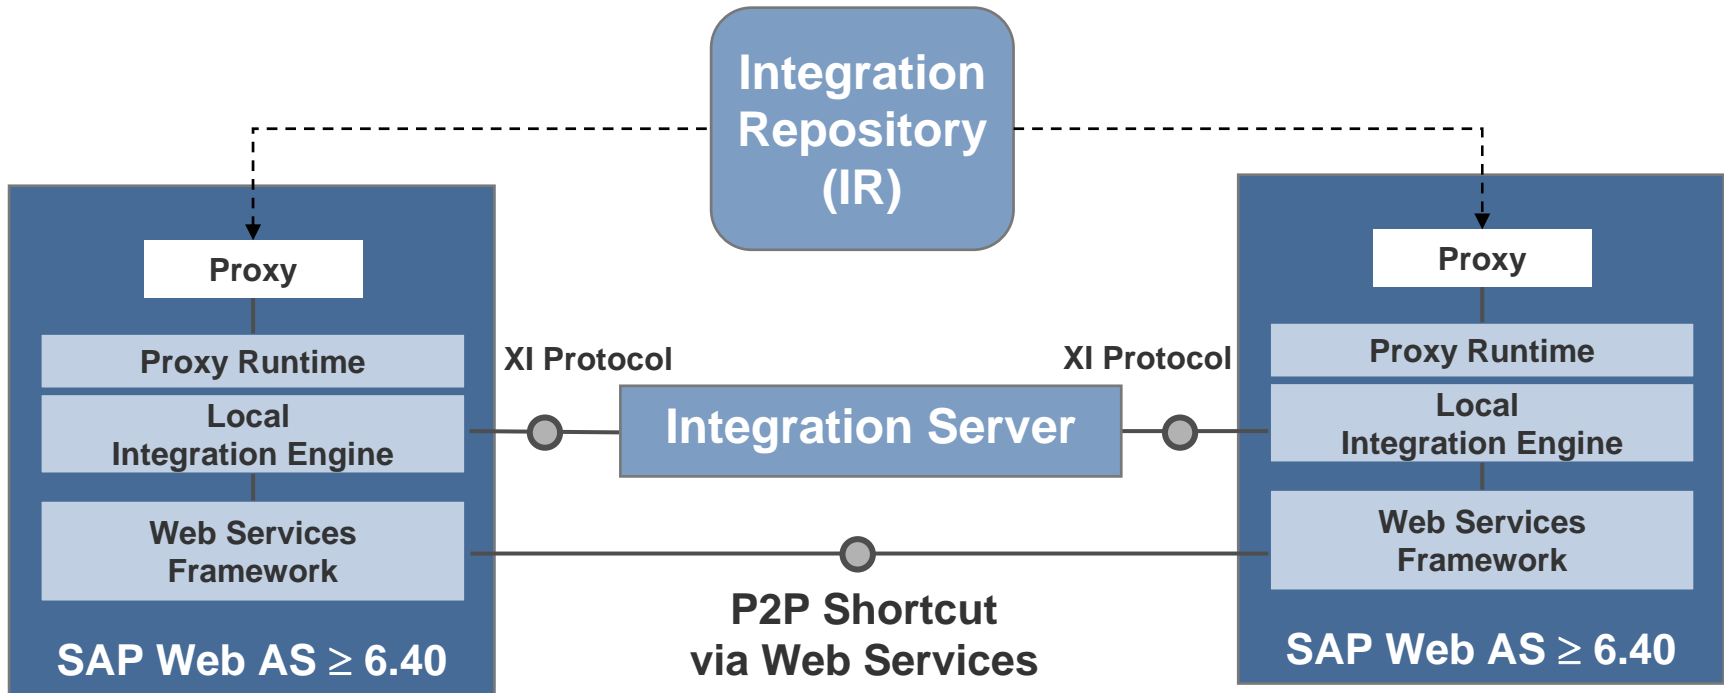 Integration
Repository
(IR)
Proxy
Proxy Runtime
Local
Integration Engine
Web Services
Framework
SAP Web AS ≥ 6.40
XI Protocol
Integration Server
XI Protocol
P2P Shortcut
via Web Services
Proxy
Proxy Runtime
Local
Integration Engine
Web Services
Framework
SAP Web AS ≥ 6.40